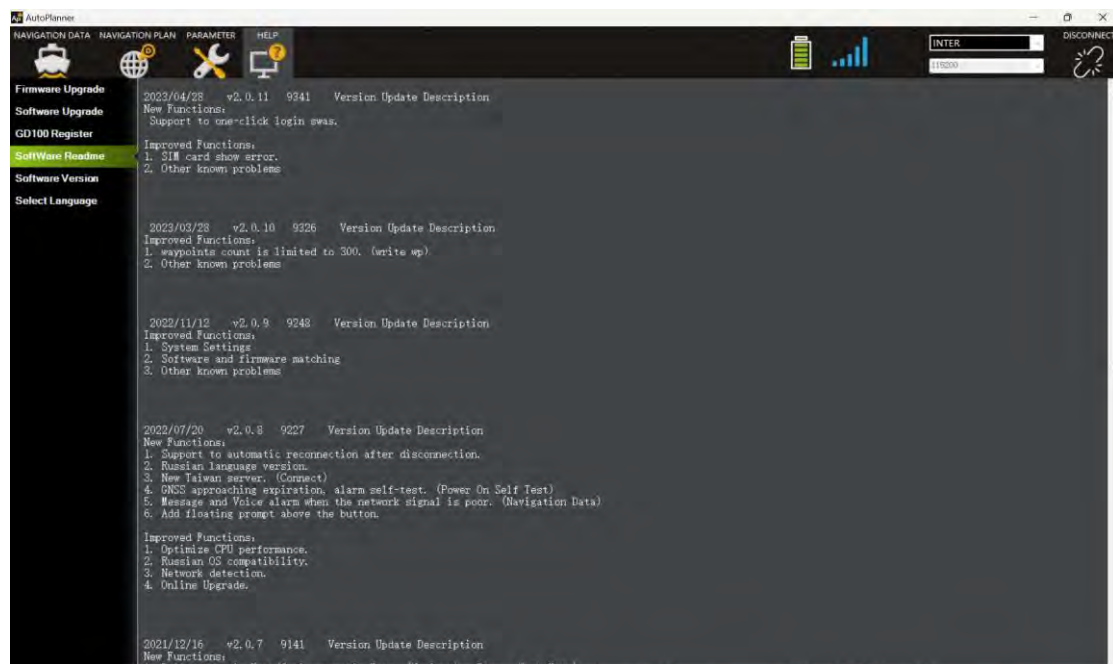 AutoPlanner
NAVIGATION DATA NAVIGATION PLAN PARAMETER HELP
INTER
115200
DISCONNECT
Firmware Upgrade
Software Upgrade
GD100 Register
SoftWare Readme
Software Version
Select Language
2023/04/28 v2.0.11 9341 Version Update Description
New Functions:
Support to one-click login swas.
Improved Functions:
1. SIM card show error.
2. Other known problems
2023/03/28 v2.0.10 9326 Version Update Description
Improved Functions:
1. waypoints count is limited to 300. (write wp)
2. Other known problems
2022/11/12 v2.0.9 9248 Version Update Description
Improved Functions:
1. System Settings
2. Software and firmware matching
3. Other known problems
2022/07/20 v2.0.8 9227 Version Update Description
New Functions:
1. Support to automatic reconnection after disconnection.
2. Russian language version.
3. New Taiwan server. (Connect)
4. GNSS approaching expiration, alarm self-test. (Power On Self Test)
5. Message and Voice alarm when the network signal is poor. (Navigation Data)
6. Add floating prompt above the button.
Improved Functions:
1. Optimize CPU performance.
2. Russian OS compatibility.
3. Network detection.
4. Online Upgrade.
2021/12/16 v2.0.7 9141 Version Update Description
New Functions: